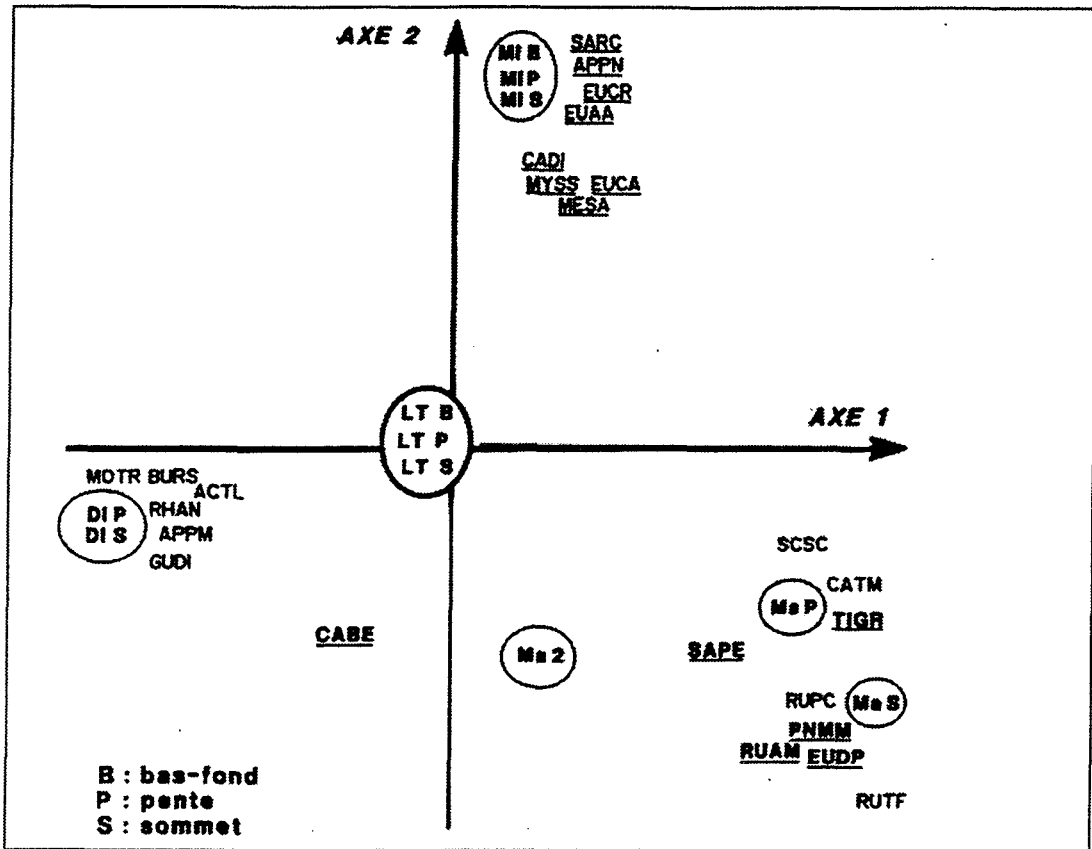 AXE 2
MI B
MI P
MI S
SARC
APPN
EUCR
EUAA
CADI
MYSS EUCA
MESA
LT B
LT P
LT S
AXE 1
MOTR BURS
ACTL
DI P
DI S
RHAN
APPM
GUDI
SCSC
CATM
Ma P
TIGR
CABE
Ma 2
SAPE
RUPC
Ma S
PNMM
RUAM EUDP
RUTF
B : bas-fond
P : pente
S : sommet